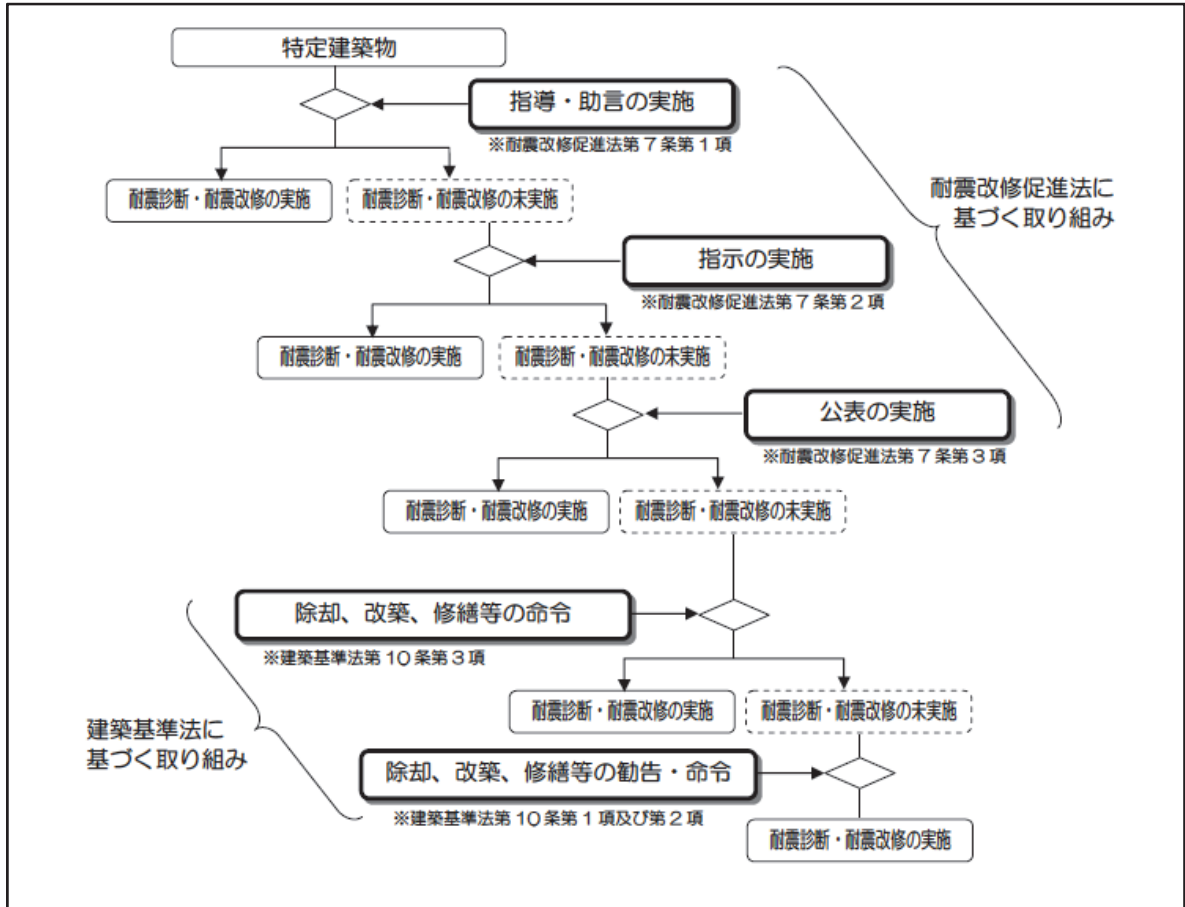 特定建築物
指導・助言の実施
※耐震改修促進法第7条第1項
耐震診断・耐震改修の実施
耐震診断・耐震改修の未実施
耐震改修促進法に
基づく取り組み
指示の実施
※耐震改修促進法第7条第2項
耐震診断・耐震改修の実施
耐震診断・耐震改修の未実施
公表の実施
※耐震改修促進法第7条第3項
耐震診断・耐震改修の実施
耐震診断・耐震改修の未実施
除却、改築、修繕等の命令
※建築基準法第10条第3項
耐震診断・耐震改修の実施
耐震診断・耐震改修の未実施
建築基準法に
基づく取り組み
除却、改築、修繕等の勧告・命令
※建築基準法第10条第1項及び第2項
耐震診断・耐震改修の実施